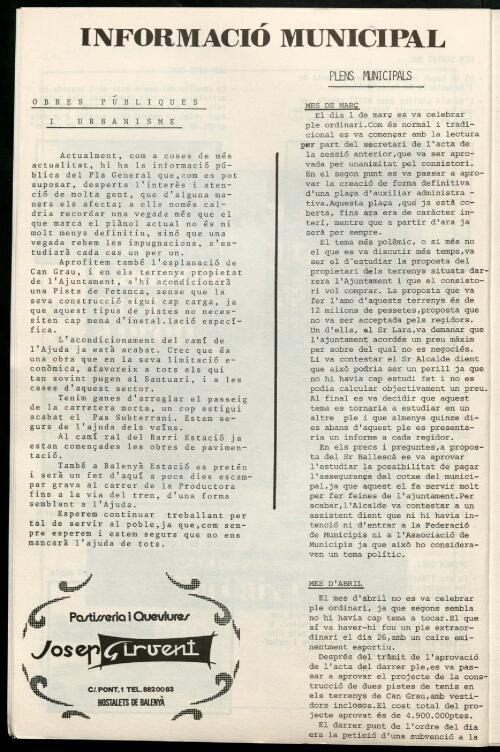 INFORMACIÓ MUNICIPAL
OBRES PÚBLIQUES
I URBANISME
Actualment, com a coses de més
actualitat, hi ha la informació pú-
blica del Pla General que,com es pot
suposar, desperta l'interès i aten-
ció de molta gent, que d'alguna ma-
nera els afecta; a ells només cal-
dria recordar una vegada més que el
que marca el plànol actual no és ni
molt menys definitiu, sinó que una
vegada rebem les impugnacions, s'es-
tudiarà cada cas un per un.
Aprofitem també l'esplanació de
Can Grau, i en els terrenys propietat
de l'Ajuntament, s'hi acondicionarà
una Pista de Petanca, sense que la
seva construcció sigui cap carga, ja
que aquest tipus de pistes no neces-
siten cap mena d'instal.lació especí-
fica.
L'acondicionament del camí de
l'Ajuda ja està acabat. Crec que és
una obra que en la seva limitació e-
conòmica, afavoreix a tots els qui
tan sovint pugen al Santuari, i a les
cases d'aquest sector.
Tenim ganes d'arreglar el passeig
de la carretera morta, un cop estigui
acabat el Pas Subterrani. Estem se-
gurs de l'ajuda dels veïns.
Al camí ral del Barri Estació ja
estan començades les obres de pavimen-
tació.
També a Balenyà Estació es pretén
i serà un fet d'aquí a pocs dies escam-
par grava al carrer de la Productora
fins a la via del tren, d'una forma
semblant a l'Ajuda.
Esperem continuar treballant per
tal de servir al poble,ja que,com sem-
pre esperem i estem segurs que no ens
mancarà l'ajuda de tots.
Pastisseria i Queviures
Josep Girvent
C/. PONT, 1 TEL. 8820083
HOSTALETS DE BALENYÀ
PLENS MUNICIPALS
MES DE MARÇ
El dia 1 de març es va celebrar
ple ordinari.Com és normal i tradi-
cional es va començar amb la lectura
per part del secretari de l'acta de
la sessió anterior,que va ser apro-
vada per unanimitat pel consistori.
En el segon punt es va passar a apro-
var la creació de forma definitiva
d'una plaça d'auxiliar administra -
tiva.Aquesta plaça ,que ja està co-
berta, fins ara era de caràcter in-
terí, mentre que a partir d'ara ja
serà per sempre.
El tema més polèmic, o si més no
el que es va discutir més temps,va
ser el d'estudiar la proposta del
propietari dels terrenys situats dar-
rera l'Ajuntament i que el consisto-
ri vol comprar. La proposta que va
fer l'amo d'aquests terrenys és de
12 milions de pessetes,proposta que
no va ser acceptada pels regidors.
Un d'ells, el Sr Lara,va demanar que
l'ajuntament acordés un preu màxim
per sobre del qual no es negociés.
Li va contestar el Sr Alcalde dient
que això podria ser un perill ja que
no hi havia cap estudi fet i no es
podia calcular objectivament un preu.
Al final es va decidir que aquest
tema es tornaria a estudiar en un
altre ple i que almenys quinze di-
es abans d'aquest ple es presenta-
ria un informe a cada regidor.
En els precs i preguntes,a propos-
ta del Sr Ballescà es va aprovar
l'estudiar la possibilitat de pagar
l'assegurança del cotxe del munici-
pal,ja que aquest el fa servir molt
per fer feines de l'ajuntament.Per
acabar,l'Alcalde va contestar a un
assistent dient que ni hi havia in-
tenció ni d'entrar a la Federació
de Municipis ni a l'Associació de
Municipis ja que això ho considera-
ven un tema polític.
MES D'ABRIL
El mes d'abril no es va celebrar
ple ordinari, ja que segons sembla
no hi havia cap tema a tocar.El que
sí va haver-hi fou un ple extraor-
dinari el dia 26,amb un caire emi-
nentment esportiu.
Després del tràmit de l'aprovació
de l'acta del darrer ple,es va pas-
sar a aprovar el projecte de la cons-
trucció de dues pistes de tenis en
els terrenys de Can Grau,amb vesti-
dors inclosos.El cost total del pro-
jecte aprovat és de 4.900.000ptes.
El darrer punt de l'ordre del dia
era la petició d'una subvenció a la